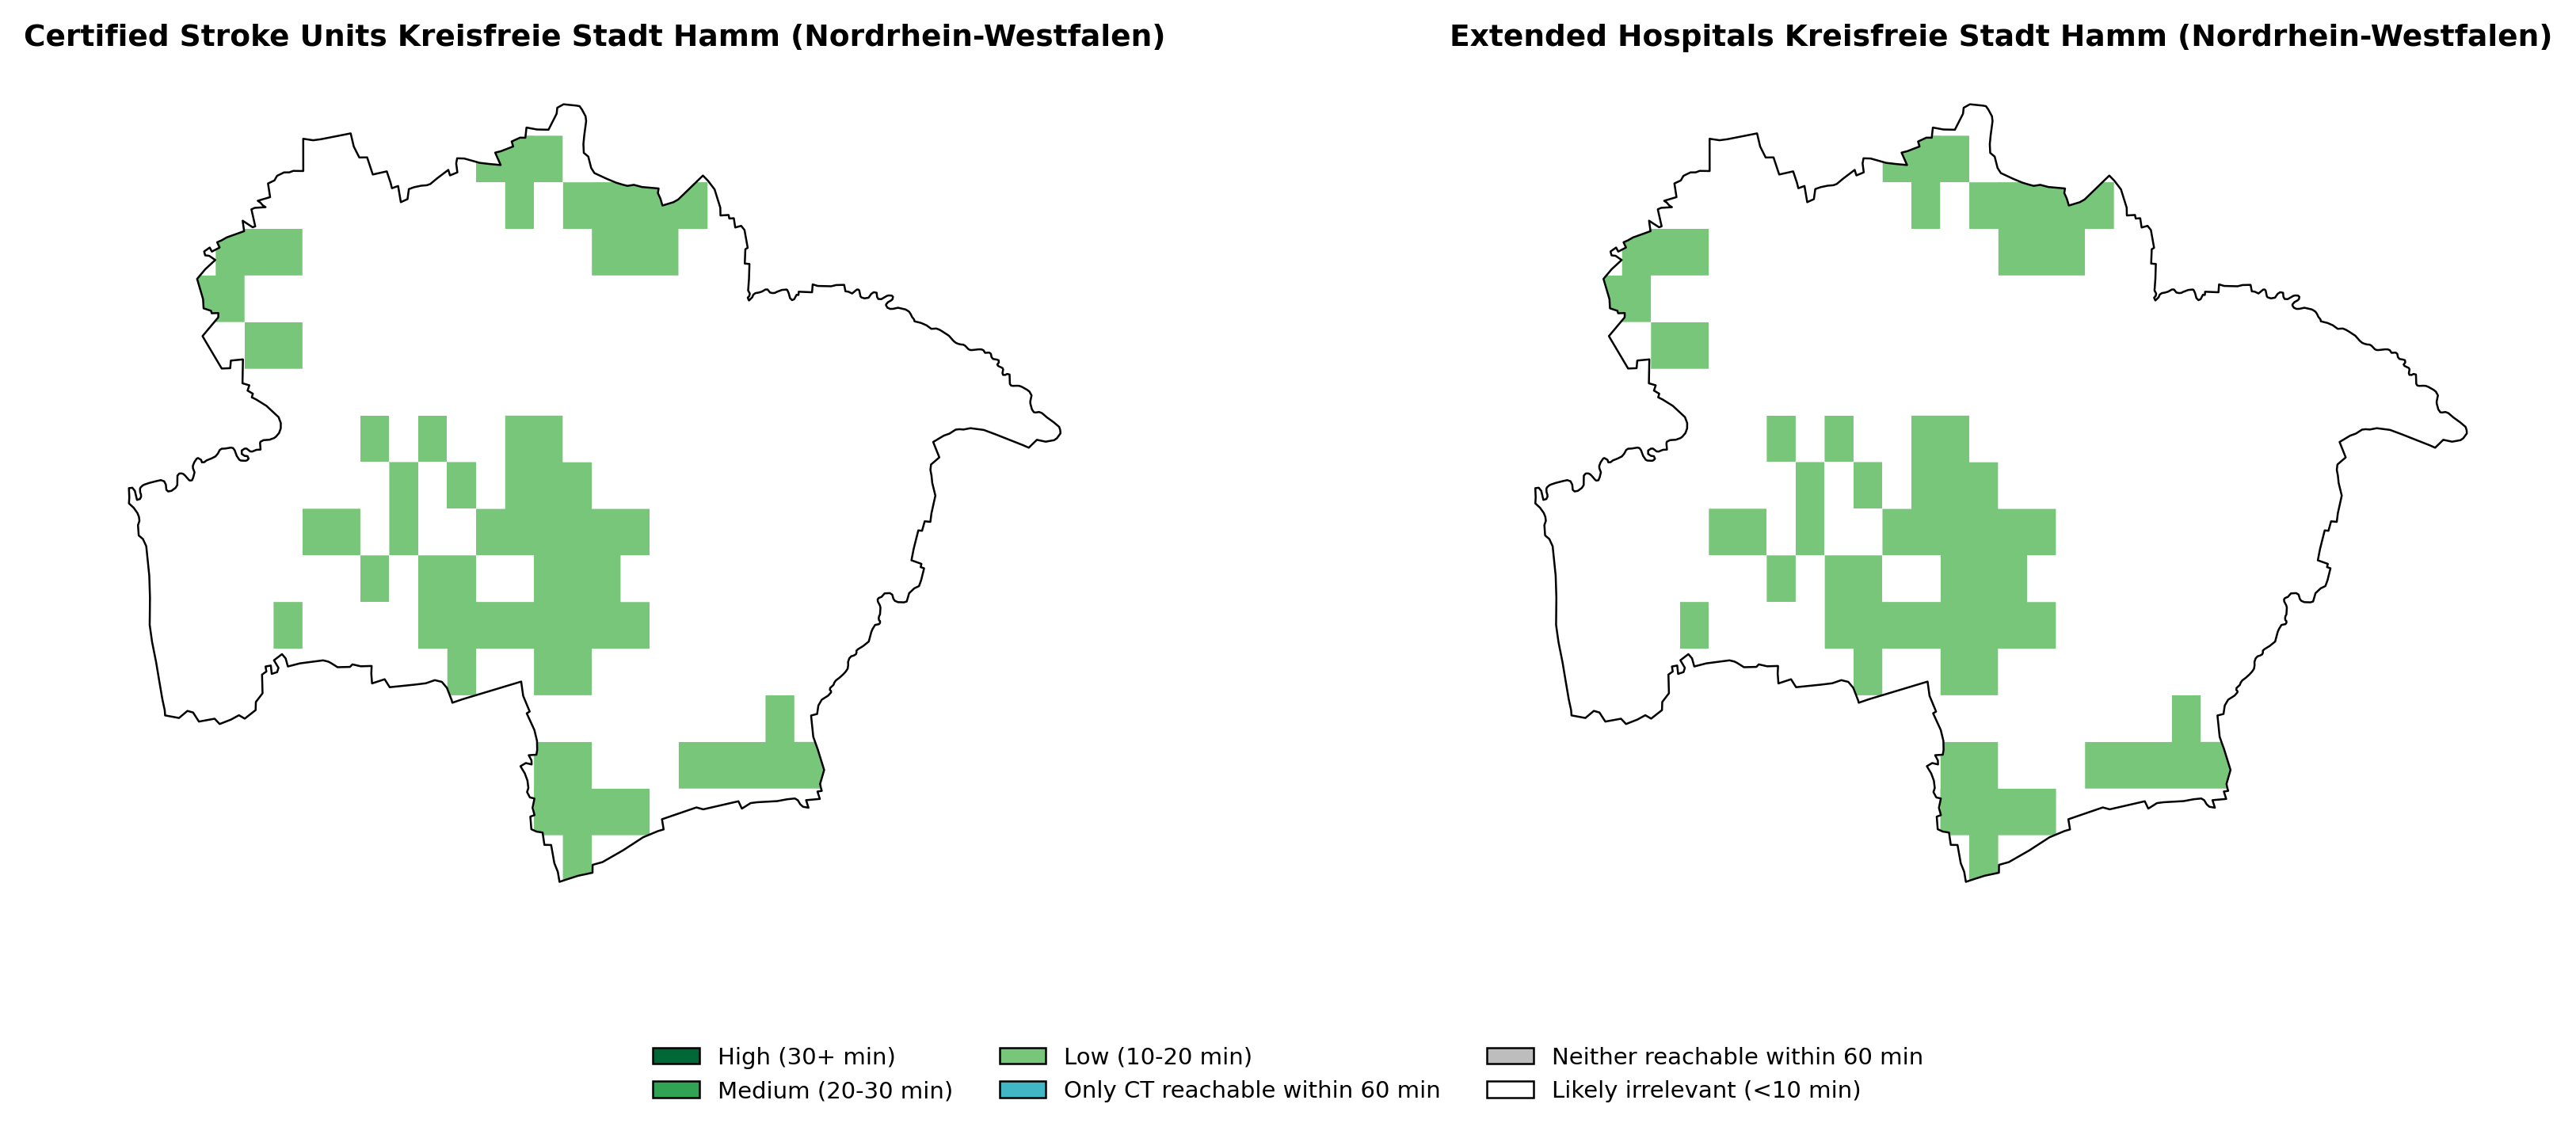 Certified Stroke Units Kreisfreie Stadt Hamm (Nordrhein-Westfalen)
Extended Hospitals Kreisfreie Stadt Hamm (Nordrhein-Westfalen)
High (30+ min)
Medium (20-30 min)
Low (10-20 min)
Only CT reachable within 60 min
Neither reachable within 60 min
Likely irrelevant (<10 min)